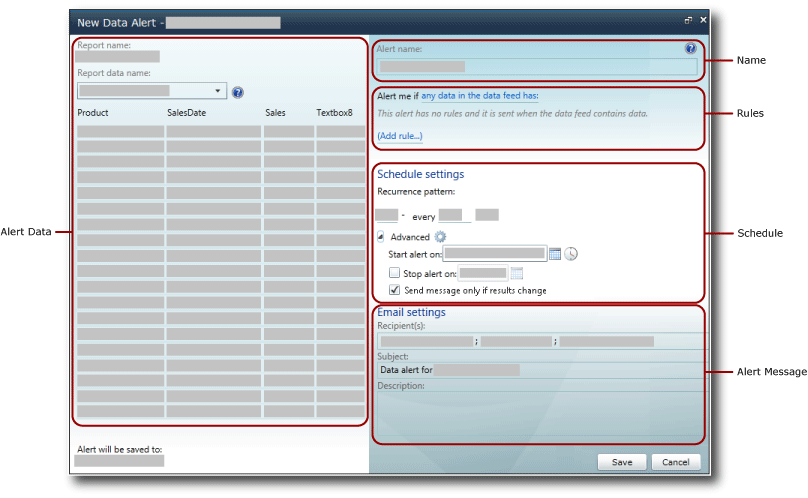 New Data Alert -
Report name:
Report data name:
Product SalesDate Sales Textbox8
Alert will be saved to:
Alert name:
Alert me if any data in the data feed has:
This alert has no rules and it is sent when the data feed contains data.
(Add rule...)
Schedule settings
Recurrence pattern:
- every
Advanced
Start alert on:
Stop alert on:
Send message only if results change
Email settings
Recipient(s):
; ;
Subject:
Data alert for
Description:
Save Cancel
Alert Data
Name
Rules
Schedule
Alert Message